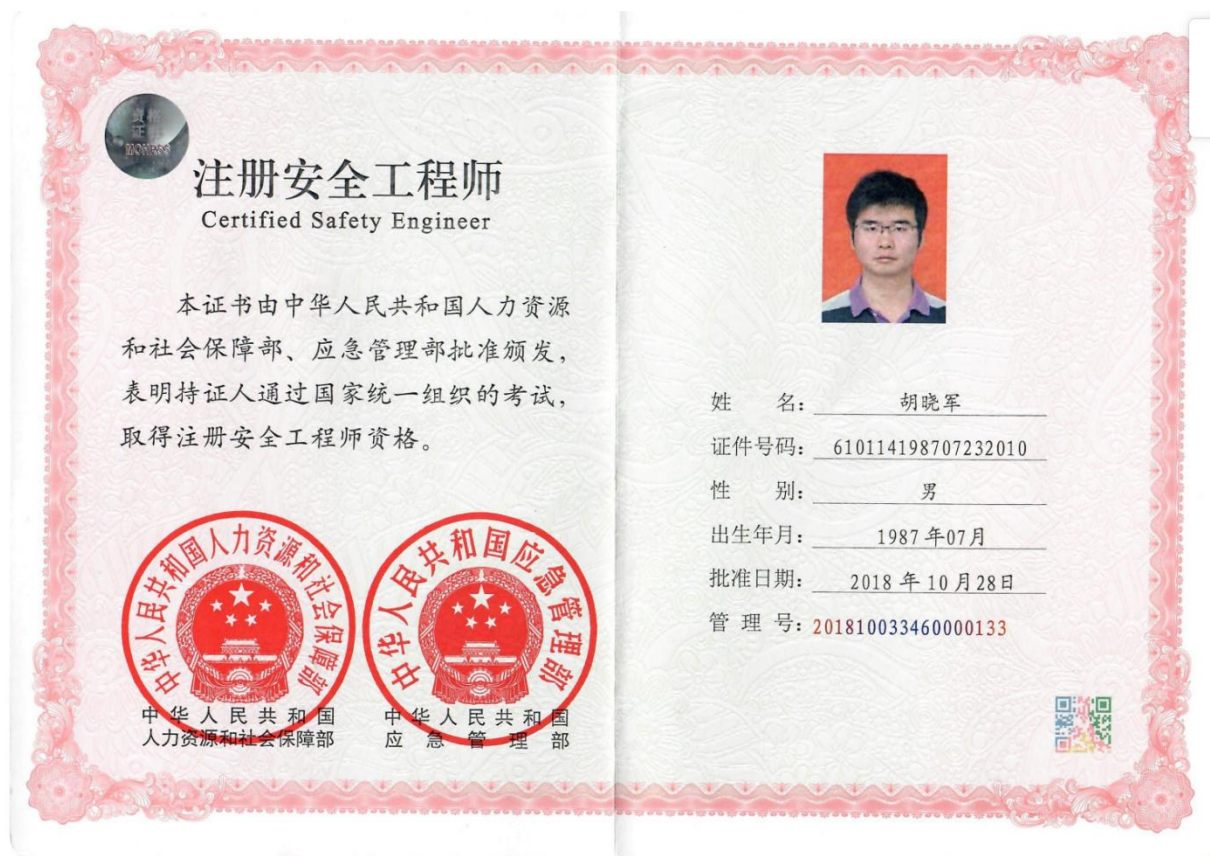 资格
证书
MOHRSS
注册安全工程师
Certified Safety Engineer
本证书由中华人民共和国人力资源
和社会保障部、应急管理部批准颁发,
表明持证人通过国家统一组织的考试,
取得注册安全工程师资格。
中华人民共和国人力资源和社会保障部
中华人民共和国
人力资源和社会保障部
中华人民共和国应急管理部
中华人民共和国
应急管理部
姓 名: 胡晓军
证件号码: 610114198707232010
性 别: 男
出生年月: 1987年07月
批准日期: 2018年10月28日
管 理 号: 201810033460000133